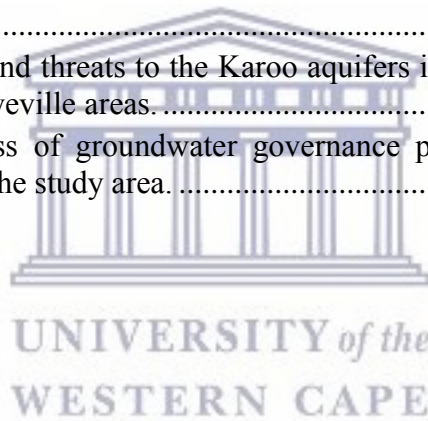 ...................................................
nd threats to the Karoo aquifers i
yeville areas. ..................................
ss of groundwater governance p
he study area. ................................
UNIVERSITY of the
WESTERN CAPE